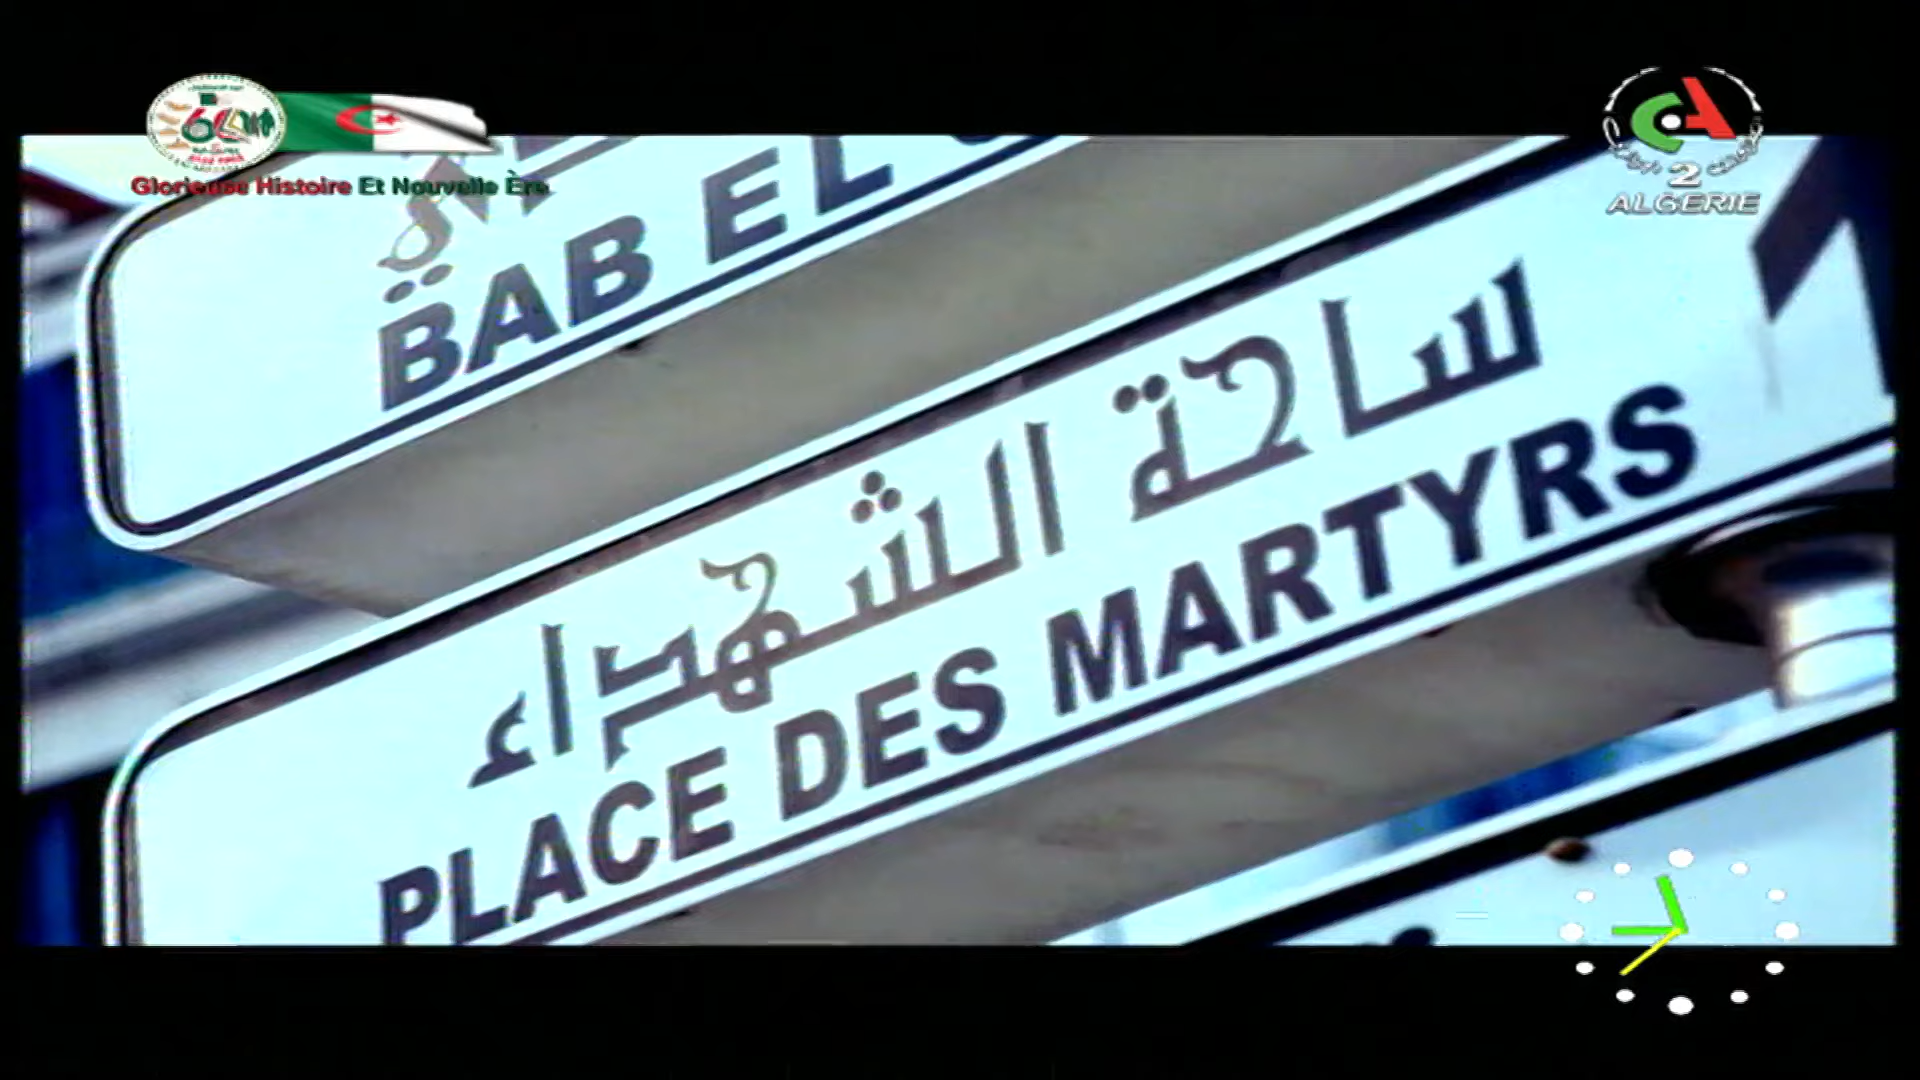 Glorieuse Histoire Et Nouvelle Ère
2
ALGERIE
BAB EL
ساحة الشهداء
PLACE DES MARTYRS